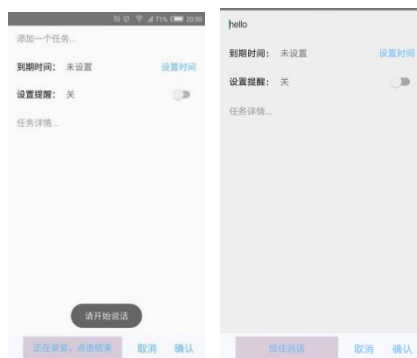 71% 20:50
添加一个任务...
到期时间: 未设置 设置时间
设置提醒: 关
任务详情...
请开始说话
正在录音，点击结束 取消 确认
hello
到期时间: 未设置 设置时间
设置提醒: 关
任务详情...
按住说话 取消 确认